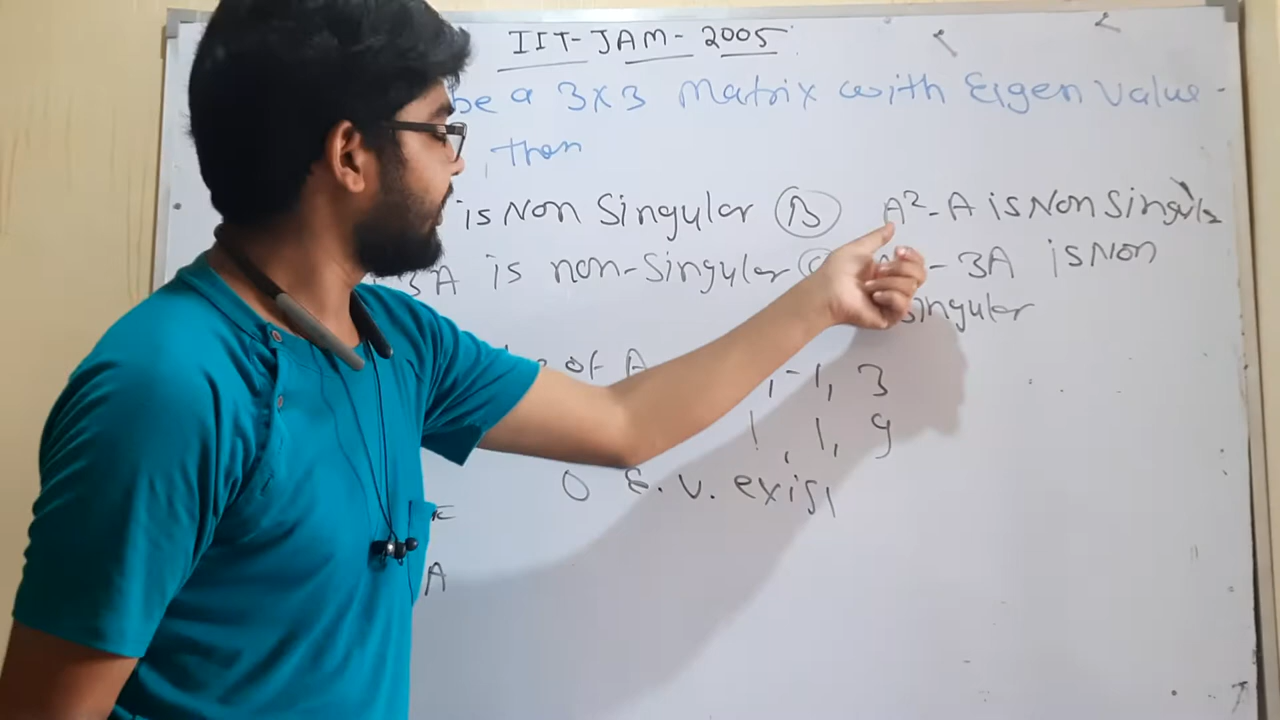 IIT-JAM-2005
be a 3x3 Matrix with Eigen Value -
, then
is Non Singular (B) A²-A is Non Singular
3A is non-Singular (C) - 3A is Non
singular
of A
, -1, 3
1, 1, 9
0 E.V. exist
A